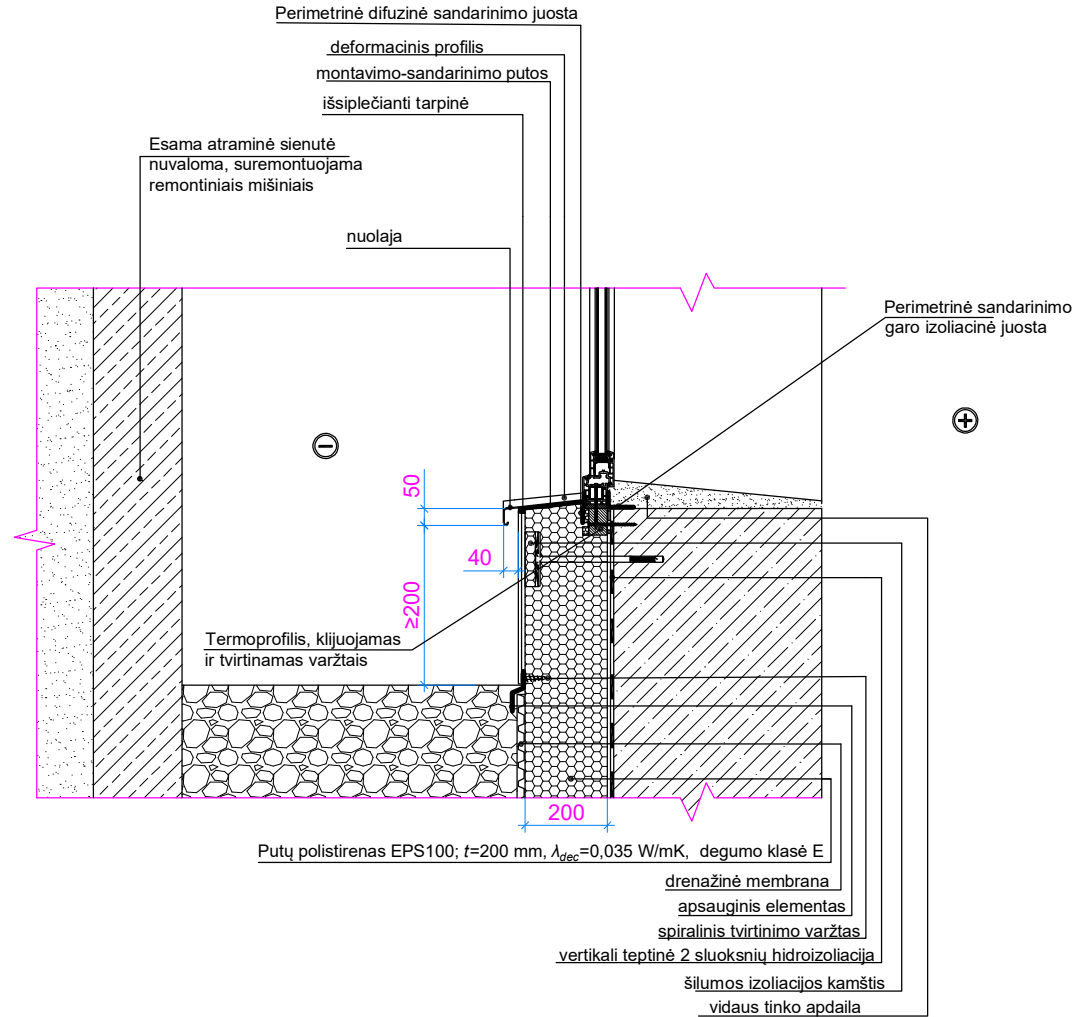 Perimetrinė difuzinė sandarinimo juosta
deformacinis profilis
montavimo-sandarinimo putos
išsiplečianti tarpinė
Esama atraminė sienutė
nuvaloma, suremontuojama
remontiniais mišiniais
nuolaja
Perimetrinė sandarinimo
garo izoliacinė juosta
50
40
≥200
Termoprofilis, klijuojamas
ir tvirtinamas varžtais
200
Putų polistirenas EPS100; t=200 mm, λdec=0,035 W/mK, degumo klasė E
drenažinė membrana
apsauginis elementas
spiralinis tvirtinimo varžtas
vertikali teptinė 2 sluoksnių hidroizoliacija
šilumos izoliacijos kamštis
vidaus tinko apdaila